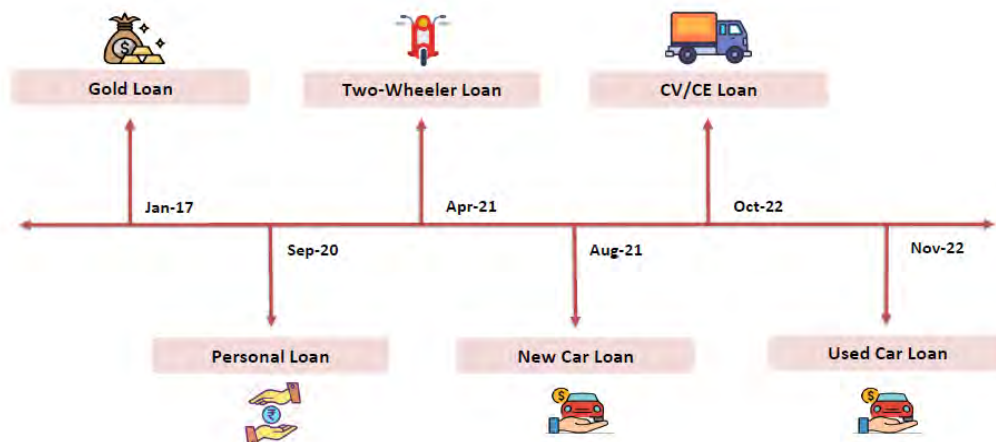 Gold Loan
Two-Wheeler Loan
CV/CE Loan
Jan-17
Apr-21
Oct-22
Sep-20
Aug-21
Nov-22
Personal Loan
New Car Loan
Used Car Loan